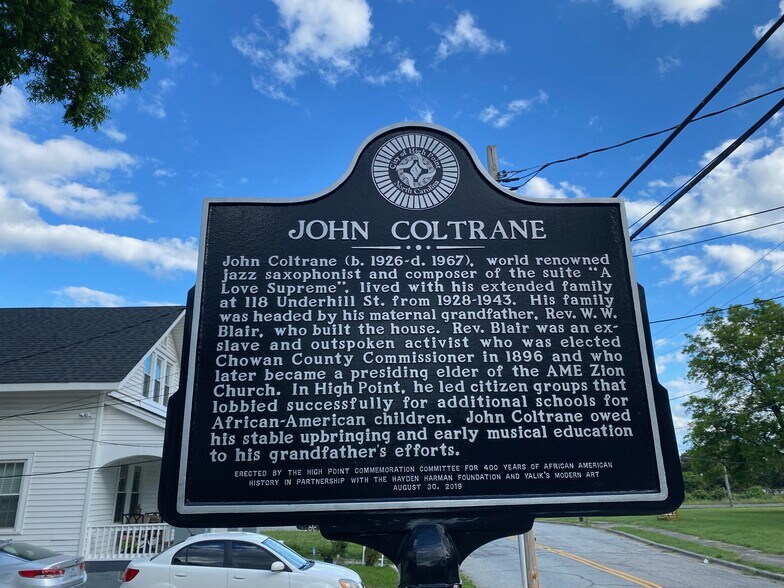 City of High Point
North Carolina
JOHN COLTRANE
John Coltrane (b. 1926-d. 1967), world renowned
jazz saxophonist and composer of the suite “A
Love Supreme”, lived with his extended family
at 118 Underhill St. from 1928-1943. His family
was headed by his maternal grandfather, Rev. W. W.
Blair, who built the house. Rev. Blair was an ex-
slave and outspoken activist who was elected
Chowan County Commissioner in 1896 and who
later became a presiding elder of the AME Zion
Church. In High Point, he led citizen groups that
lobbied successfully for additional schools for
African-American children. John Coltrane owed
his stable upbringing and early musical education
to his grandfather's efforts.
ERECTED BY THE HIGH POINT COMMEMORATION COMMITTEE FOR 400 YEARS OF AFRICAN AMERICAN
HISTORY IN PARTNERSHIP WITH THE HAYDEN HARMAN FOUNDATION AND YALIK'S MODERN ART
AUGUST 30, 2019